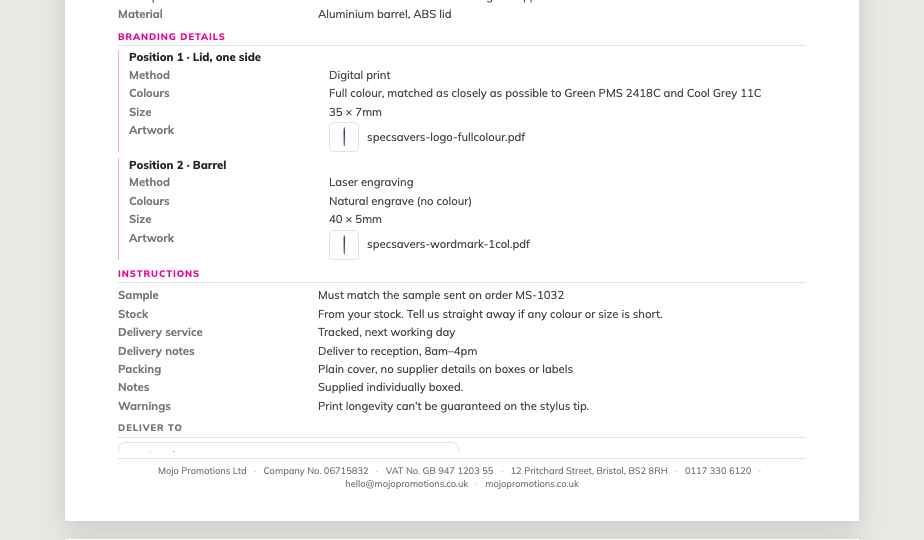 Material Aluminium barrel, ABS lid
BRANDING DETAILS
Position 1 · Lid, one side
Method Digital print
Colours Full colour, matched as closely as possible to Green PMS 2418C and Cool Grey 11C
Size 35 × 7mm
Artwork specsavers-logo-fullcolour.pdf
Position 2 · Barrel
Method Laser engraving
Colours Natural engrave (no colour)
Size 40 × 5mm
Artwork specsavers-wordmark-1col.pdf
INSTRUCTIONS
Sample Must match the sample sent on order MS-1032
Stock From your stock. Tell us straight away if any colour or size is short.
Delivery service Tracked, next working day
Delivery notes Deliver to reception, 8am–4pm
Packing Plain cover, no supplier details on boxes or labels
Notes Supplied individually boxed.
Warnings Print longevity can't be guaranteed on the stylus tip.
DELIVER TO
Mojo Promotions Ltd · Company No. 06715832 · VAT No. GB 947 1203 55 · 12 Pritchard Street, Bristol, BS2 8RH · 0117 330 6120 ·
hello@mojopromotions.co.uk · mojopromotions.co.uk